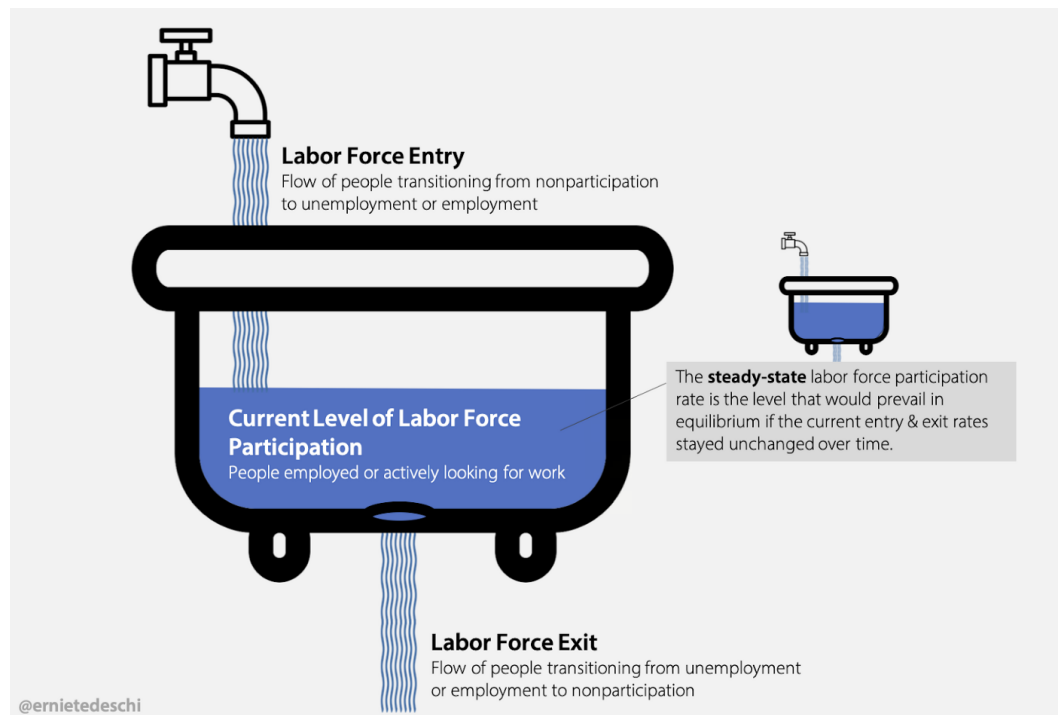 Labor Force Entry
Flow of people transitioning from nonparticipation
to unemployment or employment
Current Level of Labor Force
Participation
People employed or actively looking for work
The steady-state labor force participation
rate is the level that would prevail in
equilibrium if the current entry & exit rates
stayed unchanged over time.
Labor Force Exit
Flow of people transitioning from unemployment
or employment to nonparticipation
@ernietedeschi